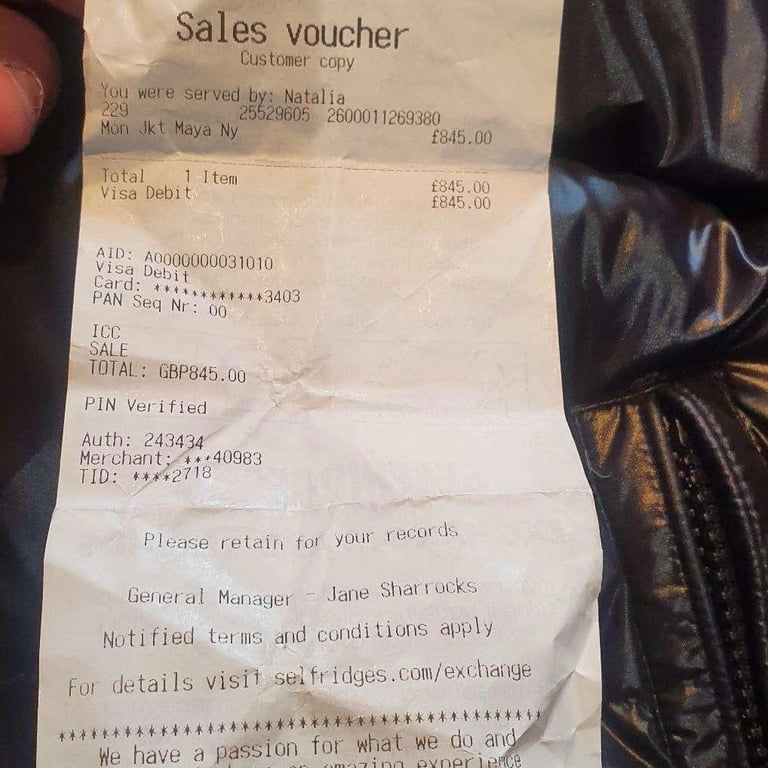 Sales voucher
Customer copy
You were served by: Natalia
229 25529605 2600011269380
Mon Jkt Maya Ny £845.00
Total 1 Item £845.00
Visa Debit £845.00
AID: A0000000031010
Visa Debit
Card: ************3403
PAN Seq Nr: 00
ICC
SALE
TOTAL: GBP845.00
PIN Verified
Auth: 243434
Merchant: ***40983
TID: ****2718
Please retain for your records
General Manager - Jane Sharrocks
Notified terms and conditions apply
For details visit selfridges.com/exchange
****************************************
We have a passion for what we do and
an amazing experience